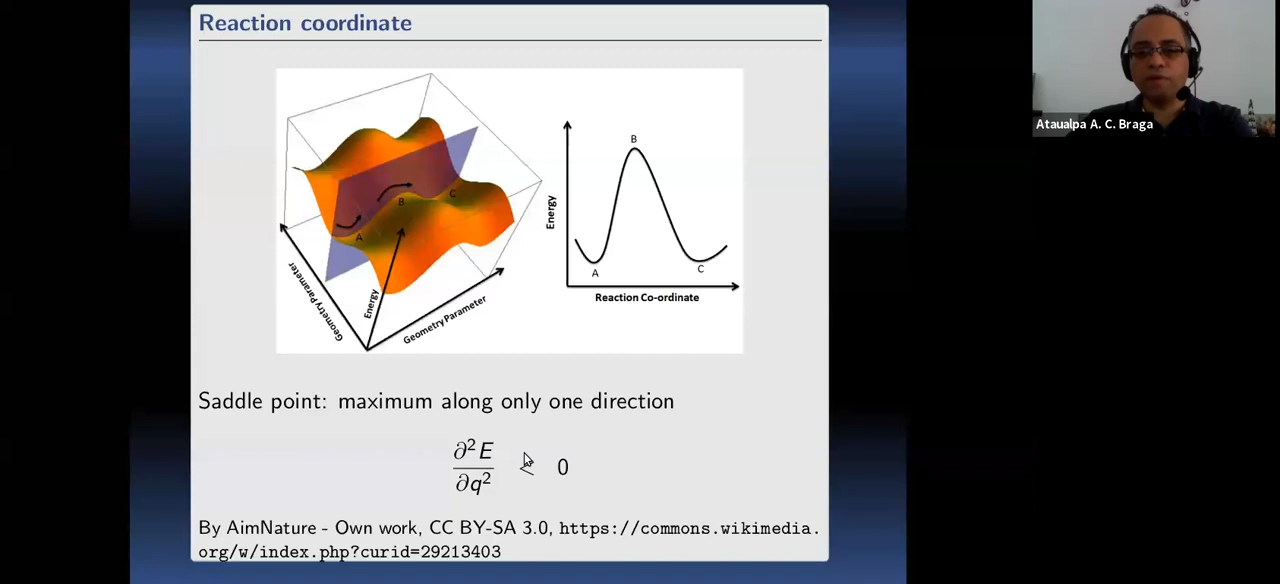 Reaction coordinate
Ataualpa A. C. Braga
A
B
C
Geometry Parameter
Energy
Geometry Parameter
Energy
B
A
C
Reaction Co-ordinate
Saddle point: maximum along only one direction
∂²E
∂q² < 0
By AimNature - Own work, CC BY-SA 3.0, https://commons.wikimedia.
org/w/index.php?curid=29213403